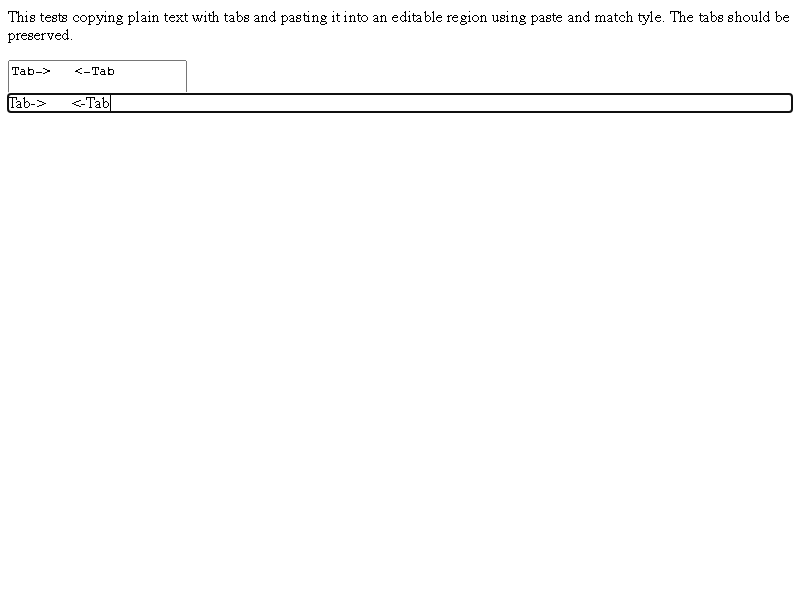 This tests copying plain text with tabs and pasting it into an editable region using paste and match tyle. The tabs should be
preserved.
Tab->	<-Tab
Tab->	<-Tab